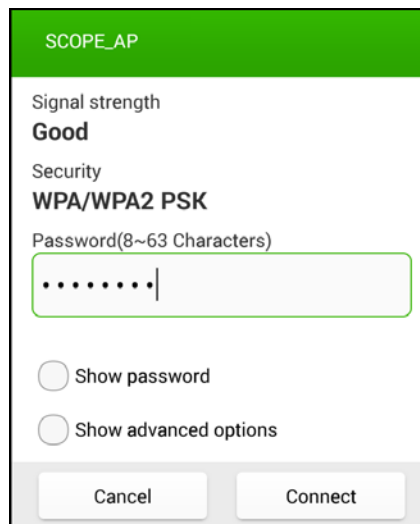 SCOPE_AP
Signal strength
Good
Security
WPA/WPA2 PSK
Password(8~63 Characters)
••••••••
Show password
Show advanced options
Cancel
Connect